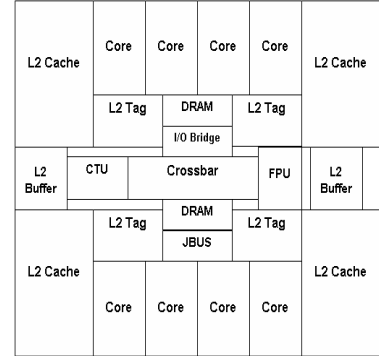 L2 Cache
Core
Core
Core
Core
L2 Cache
L2 Tag
DRAM
L2 Tag
I/O Bridge
L2
Buffer
CTU
Crossbar
FPU
L2
Buffer
L2 Tag
DRAM
L2 Tag
JBUS
L2 Cache
Core
Core
Core
Core
L2 Cache